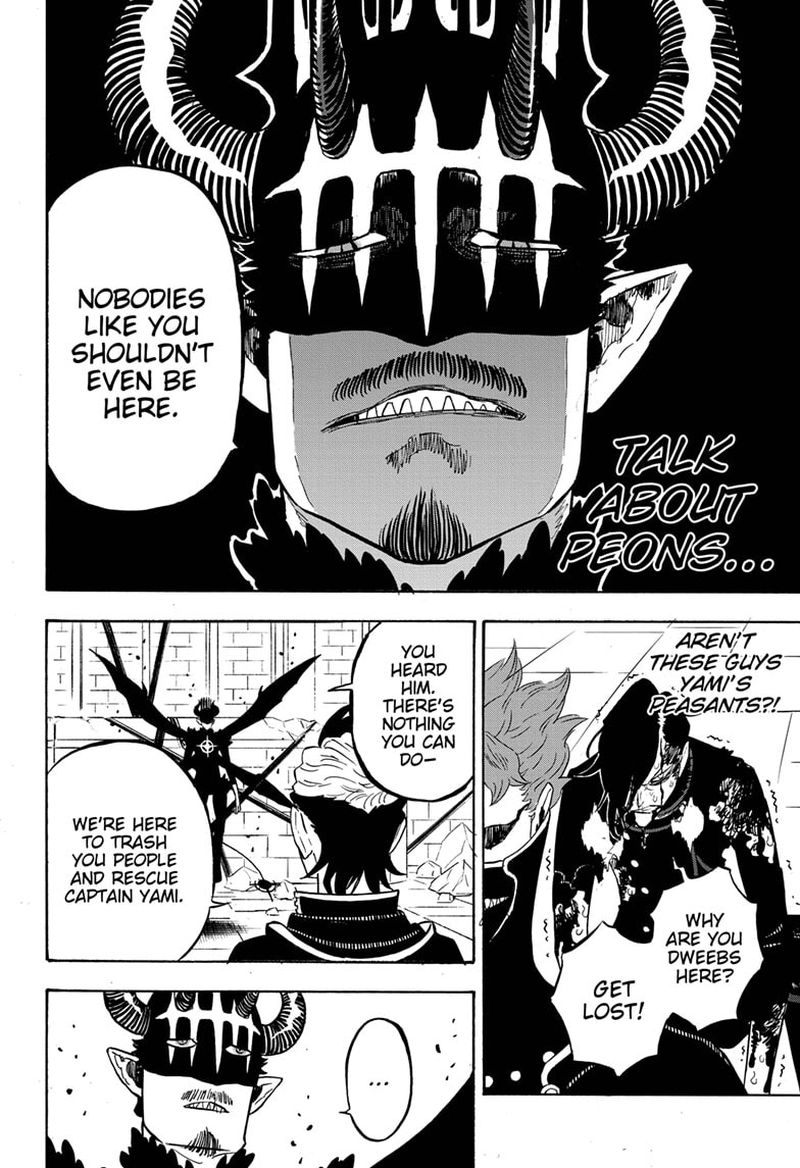 NOBODIES
LIKE YOU
SHOULDN'T
EVEN BE
HERE.
TALK
ABOUT
PEONS...
AREN'T
THESE GUYS
YAMI'S
PEASANTS?!
WHY
ARE YOU
DWEEBS
HERE?
GET
LOST!
YOU
HEARD
HIM.
THERE'S
NOTHING
YOU CAN
DO—
WE'RE HERE
TO TRASH
YOU PEOPLE
AND RESCUE
CAPTAIN YAMI.
...